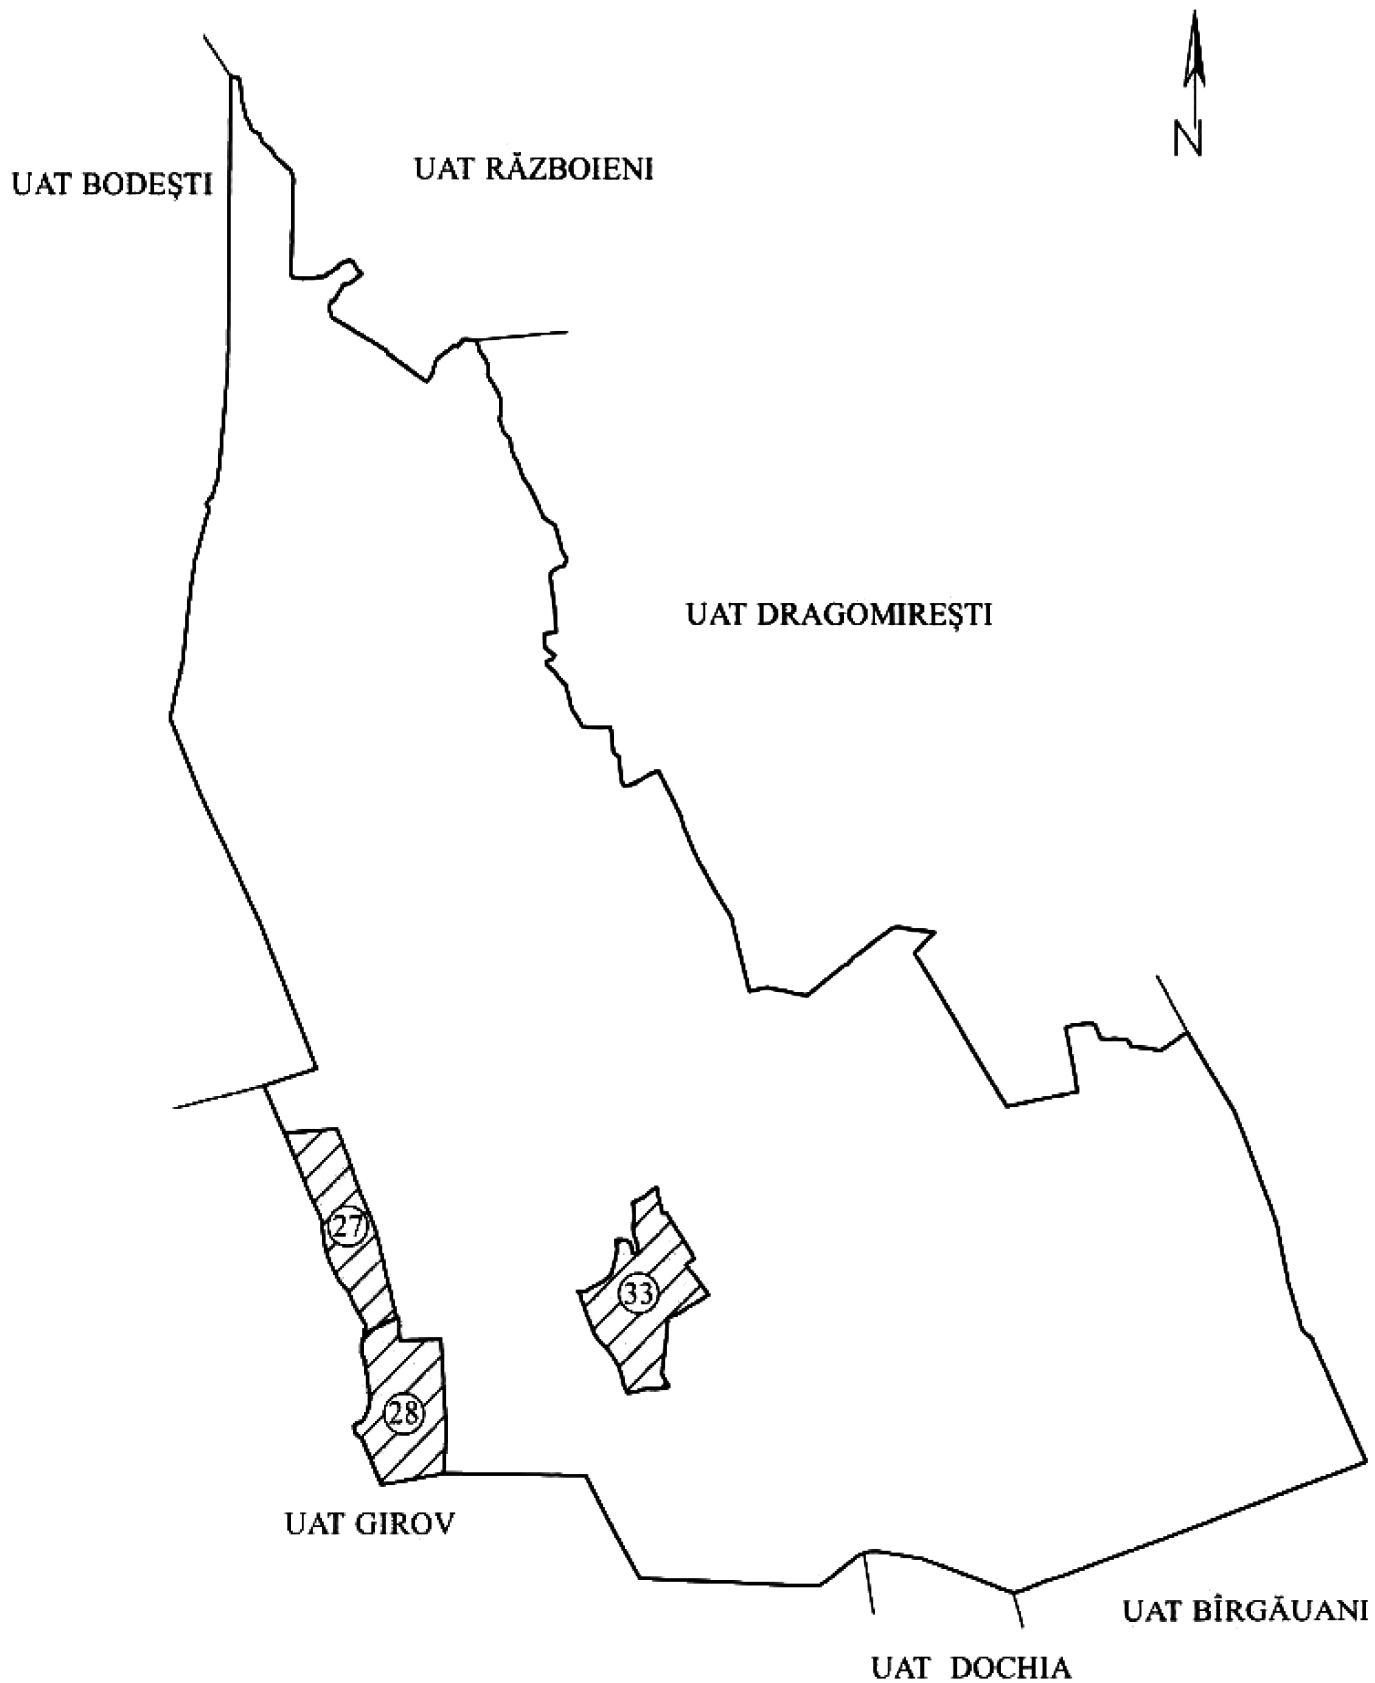 N
UAT RĂZBOIENI
UAT BODEȘTI
UAT DRAGOMIREȘTI
27
33
28
UAT GIROV
UAT BÎRGĂUANI
UAT DOCHIA